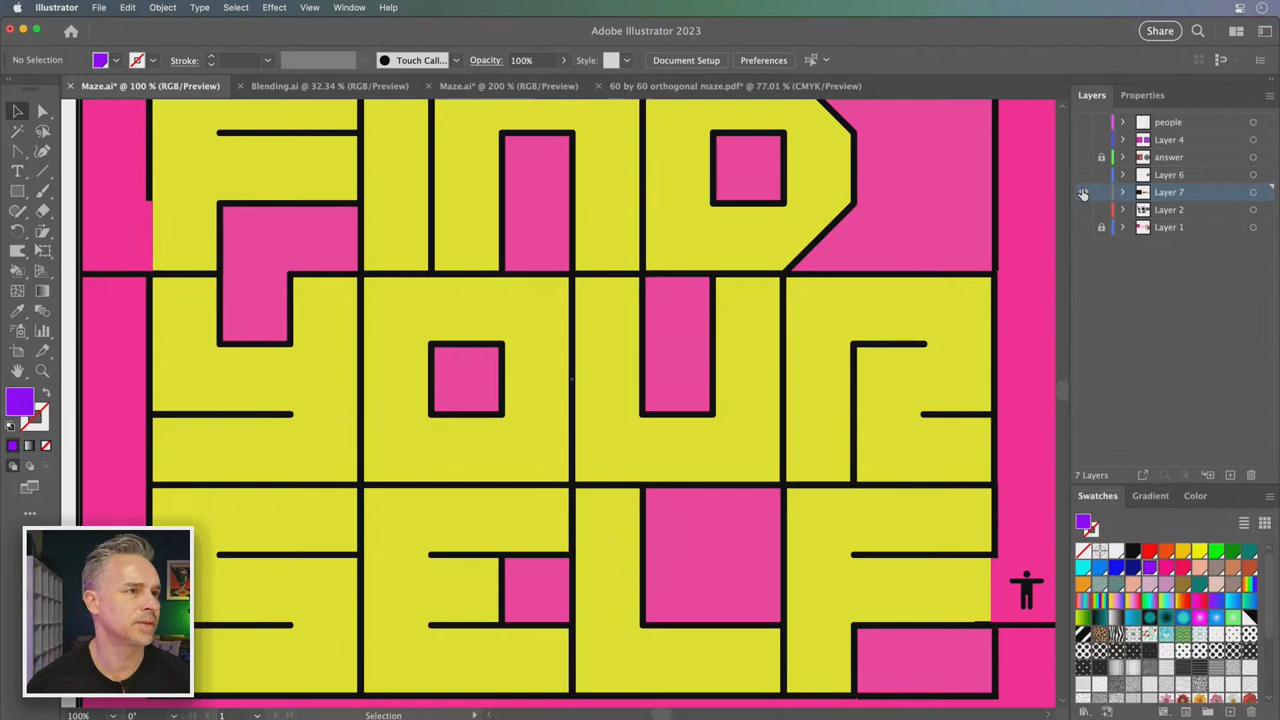 Illustrator File Edit Object Type Select Effect View Window Help
Adobe Illustrator 2023
Share
No Selection Stroke: Touch Call... Opacity: 100% Style: Document Setup Preferences
Maze.ai* @ 100 % (RGB/Preview) Blending.ai @ 32.34 % (RGB/Preview) Maze.ai* @ 200 % (RGB/Preview) 60 by 60 orthogonal maze.pdf* @ 77.01 % (CMYK/Preview)
Layers Properties
people
Layer 4
answer
Layer 6
Layer 7
Layer 2
Layer 1
FIND
YOUR
SELF
7 Layers
Swatches Gradient Color
100% 0° 1 Selection